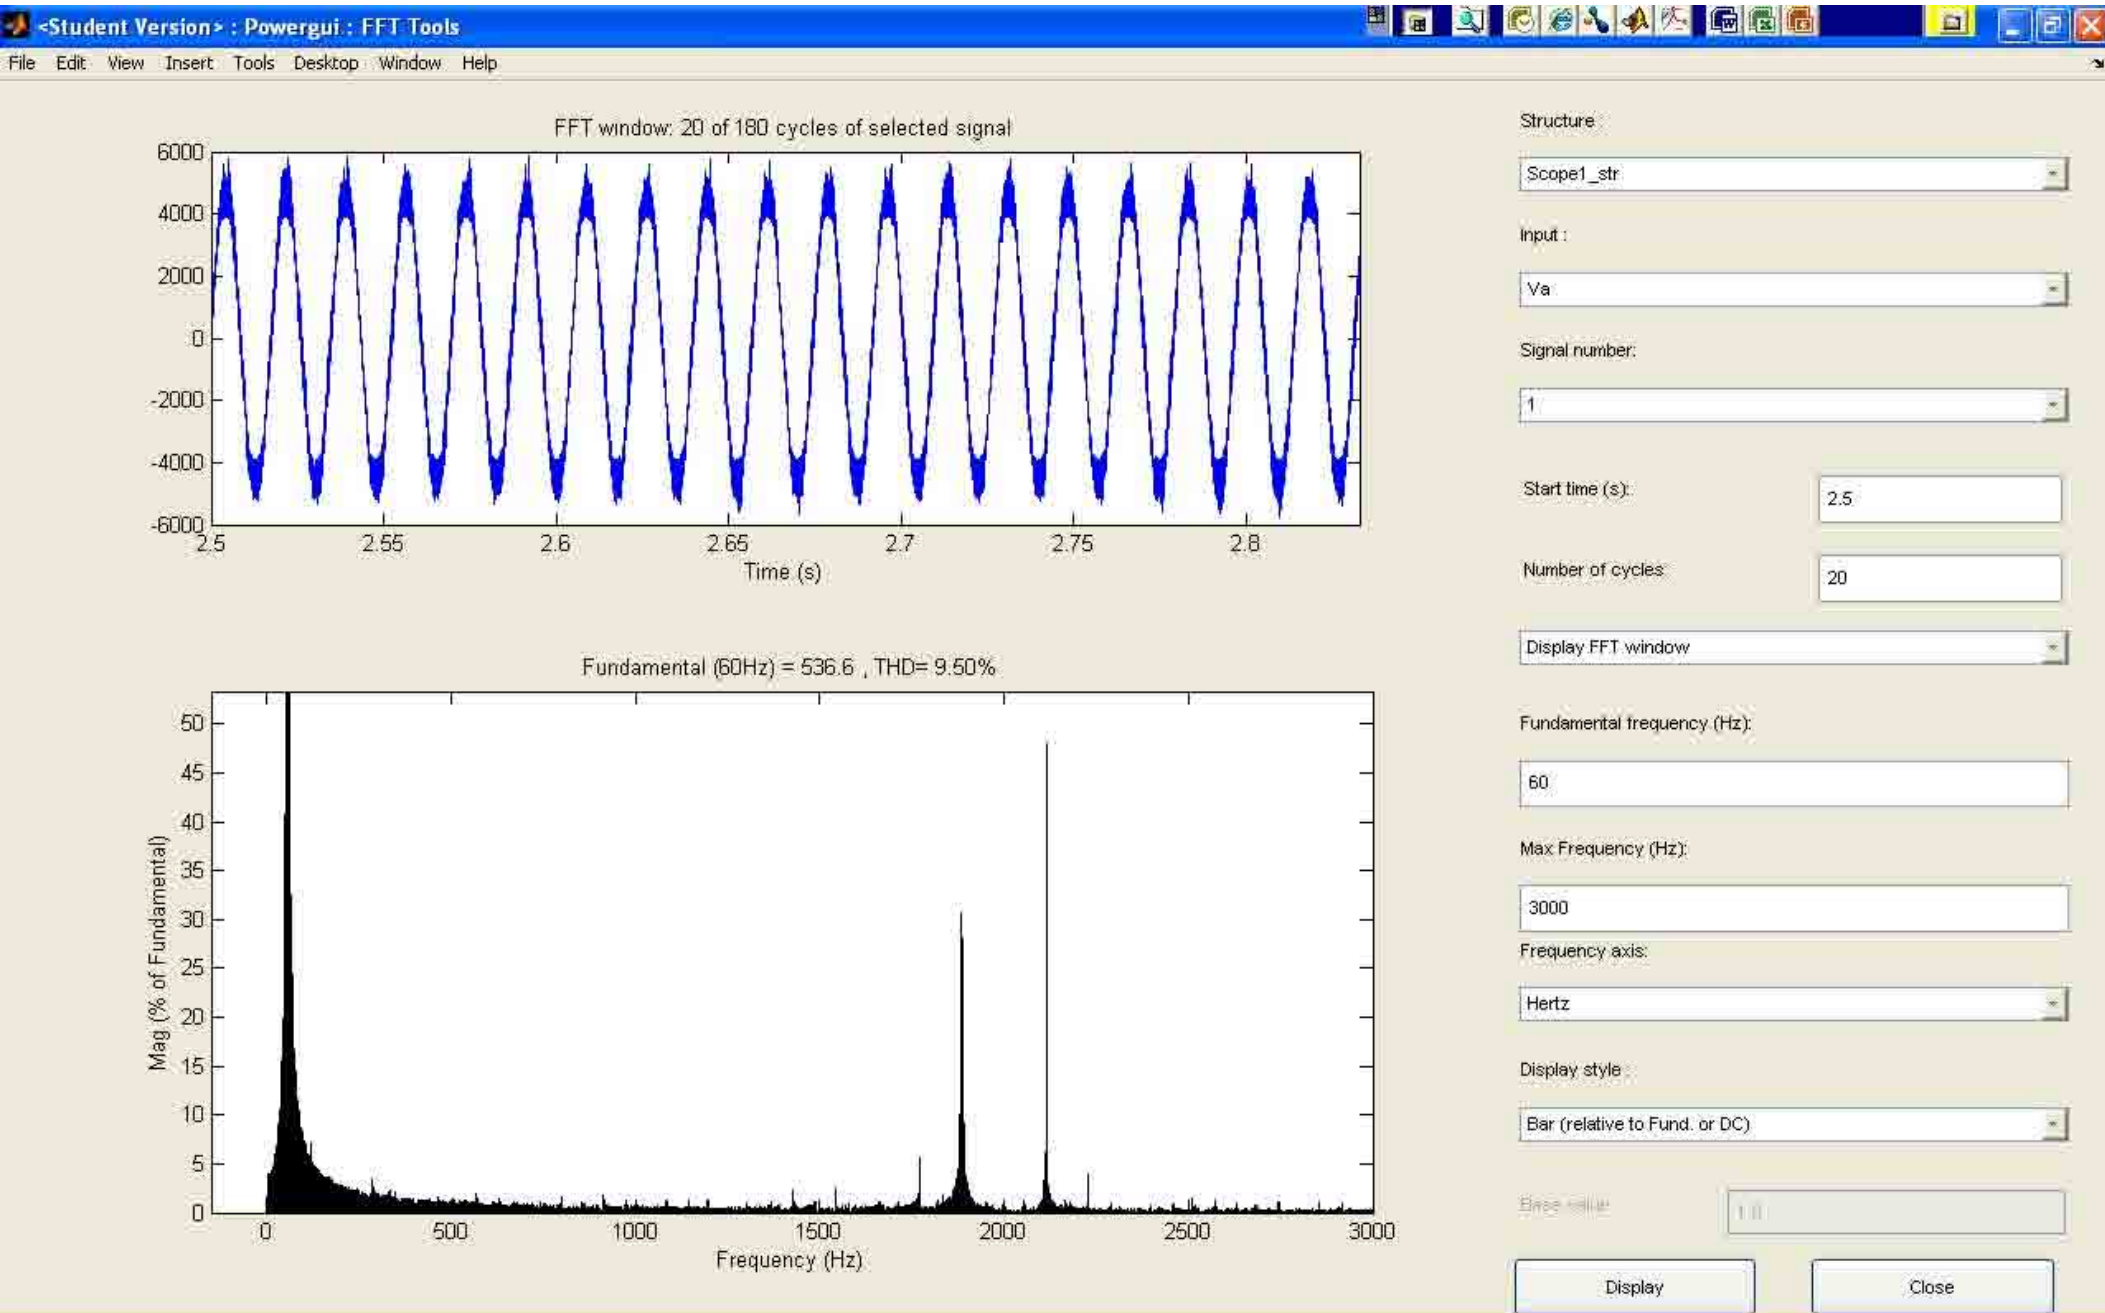 <Student Version> : Powergui : FFT Tools
File Edit View Insert Tools Desktop Window Help
FFT window: 20 of 180 cycles of selected signal
6000
4000
2000
0
-2000
-4000
-6000
2.5 2.55 2.6 2.65 2.7 2.75 2.8
Time (s)
Fundamental (60Hz) = 536.6 , THD= 9.50%
50
45
40
35
30
25
20
15
10
5
0
Mag (% of Fundamental)
0 500 1000 1500 2000 2500 3000
Frequency (Hz)
Structure :
Scope1_str
Input :
Va
Signal number:
1
Start time (s):
2.5
Number of cycles:
20
Display FFT window
Fundamental frequency (Hz):
60
Max Frequency (Hz):
3000
Frequency axis:
Hertz
Display style :
Bar (relative to Fund. or DC)
Base value:
1.0
Display
Close